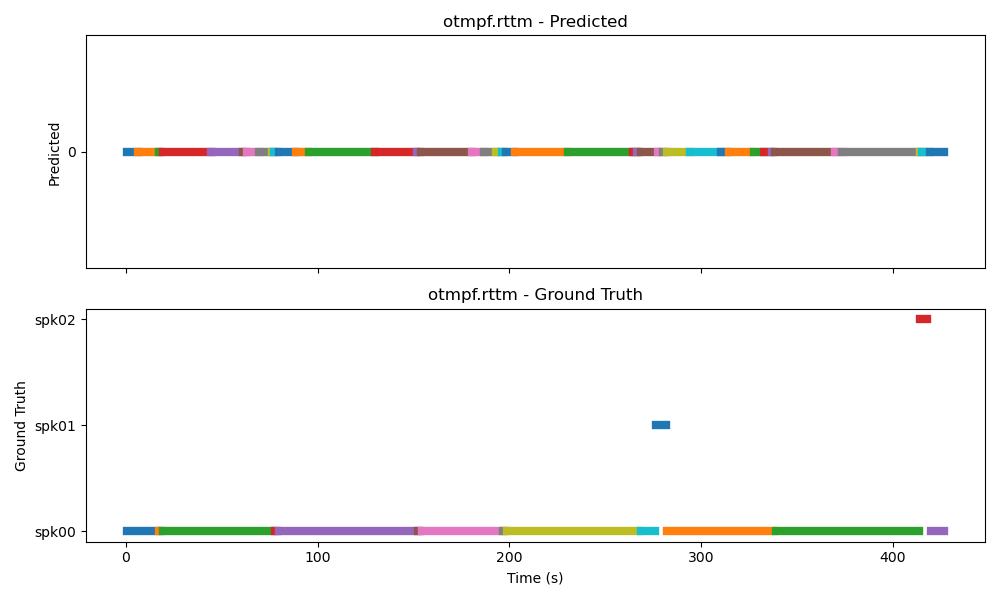 otmpf.rttm - Predicted
Predicted
0
otmpf.rttm - Ground Truth
Ground Truth
spk02
spk01
spk00
0 100 200 300 400
Time (s)